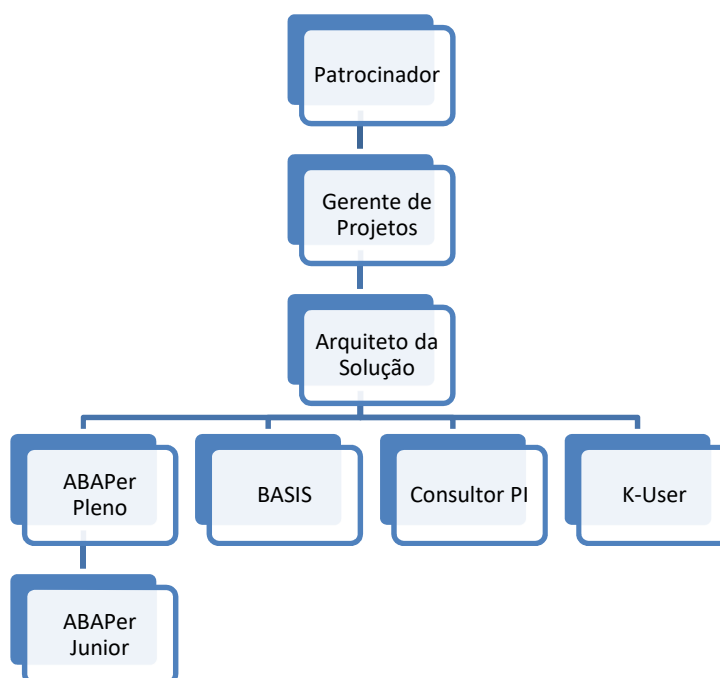 Patrocinador
Gerente de
Projetos
Arquiteto da
Solução
ABAPer
Pleno
BASIS
Consultor PI
K-User
ABAPer
Junior